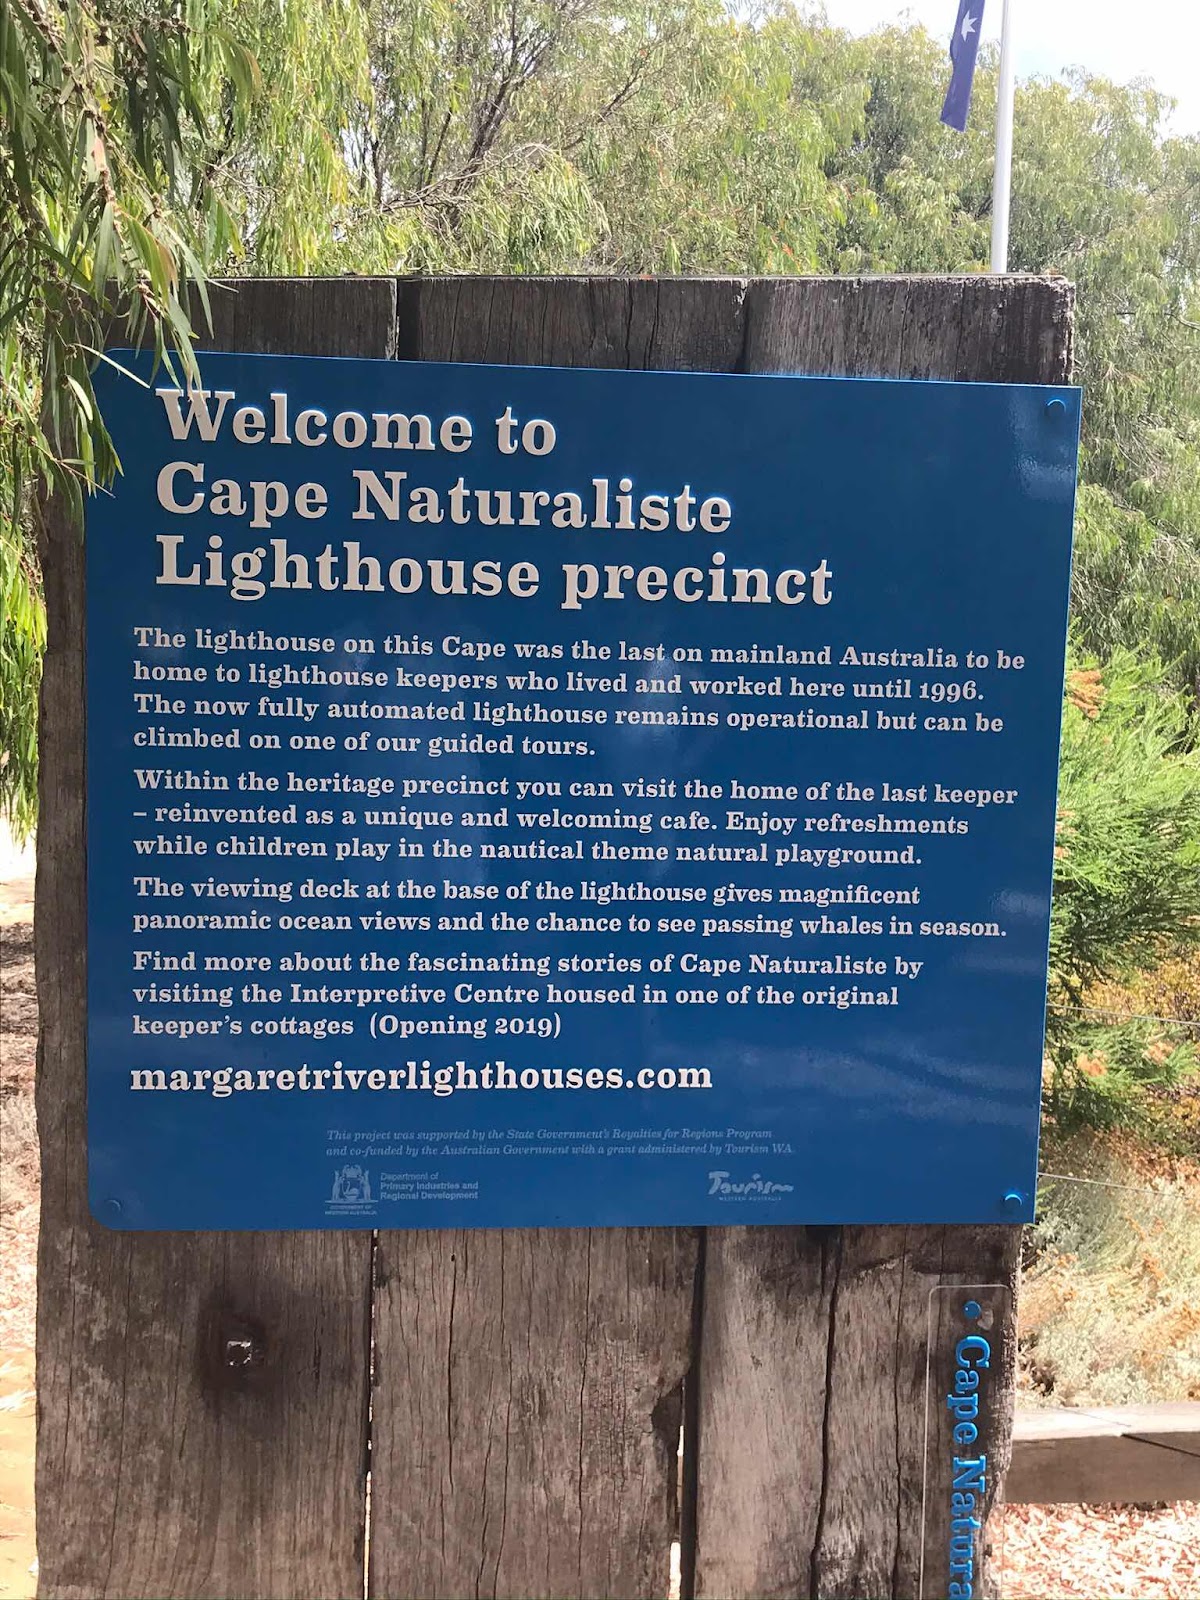 Welcome to
Cape Naturaliste
Lighthouse precinct
The lighthouse on this Cape was the last on mainland Australia to be
home to lighthouse keepers who lived and worked here until 1996.
The now fully automated lighthouse remains operational but can be
climbed on one of our guided tours.
Within the heritage precinct you can visit the home of the last keeper
– reinvented as a unique and welcoming cafe. Enjoy refreshments
while children play in the nautical theme natural playground.
The viewing deck at the base of the lighthouse gives magnificent
panoramic ocean views and the chance to see passing whales in season.
Find more about the fascinating stories of Cape Naturaliste by
visiting the Interpretive Centre housed in one of the original
keeper's cottages (Opening 2019)
margaretriverlighthouses.com
This project was supported by the State Government's Royalties for Regions Program
and co-funded by the Australian Government with a grant administered by Tourism WA.
Department of
Primary Industries and
Regional Development
GOVERNMENT OF
WESTERN AUSTRALIA
Tourism
WESTERN AUSTRALIA
• Cape Natura